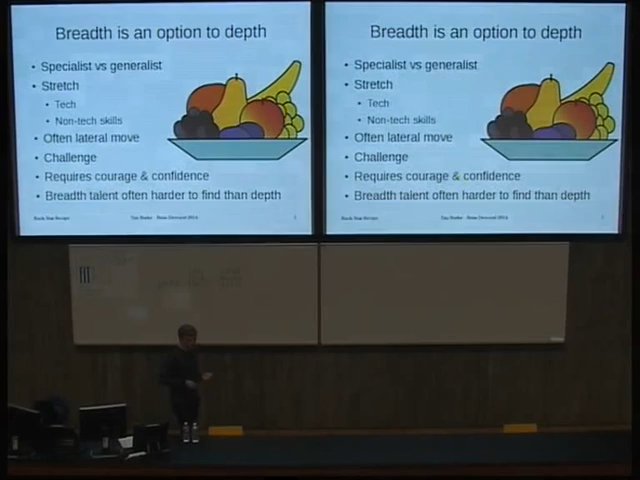 Breadth is an option to depth
• Specialist vs generalist
• Stretch
• Tech
• Non-tech skills
• Often lateral move
• Challenge
• Requires courage & confidence
• Breadth talent often harder to find than depth
Breadth is an option to depth
• Specialist vs generalist
• Stretch
• Tech
• Non-tech skills
• Often lateral move
• Challenge
• Requires courage & confidence
• Breadth talent often harder to find than depth